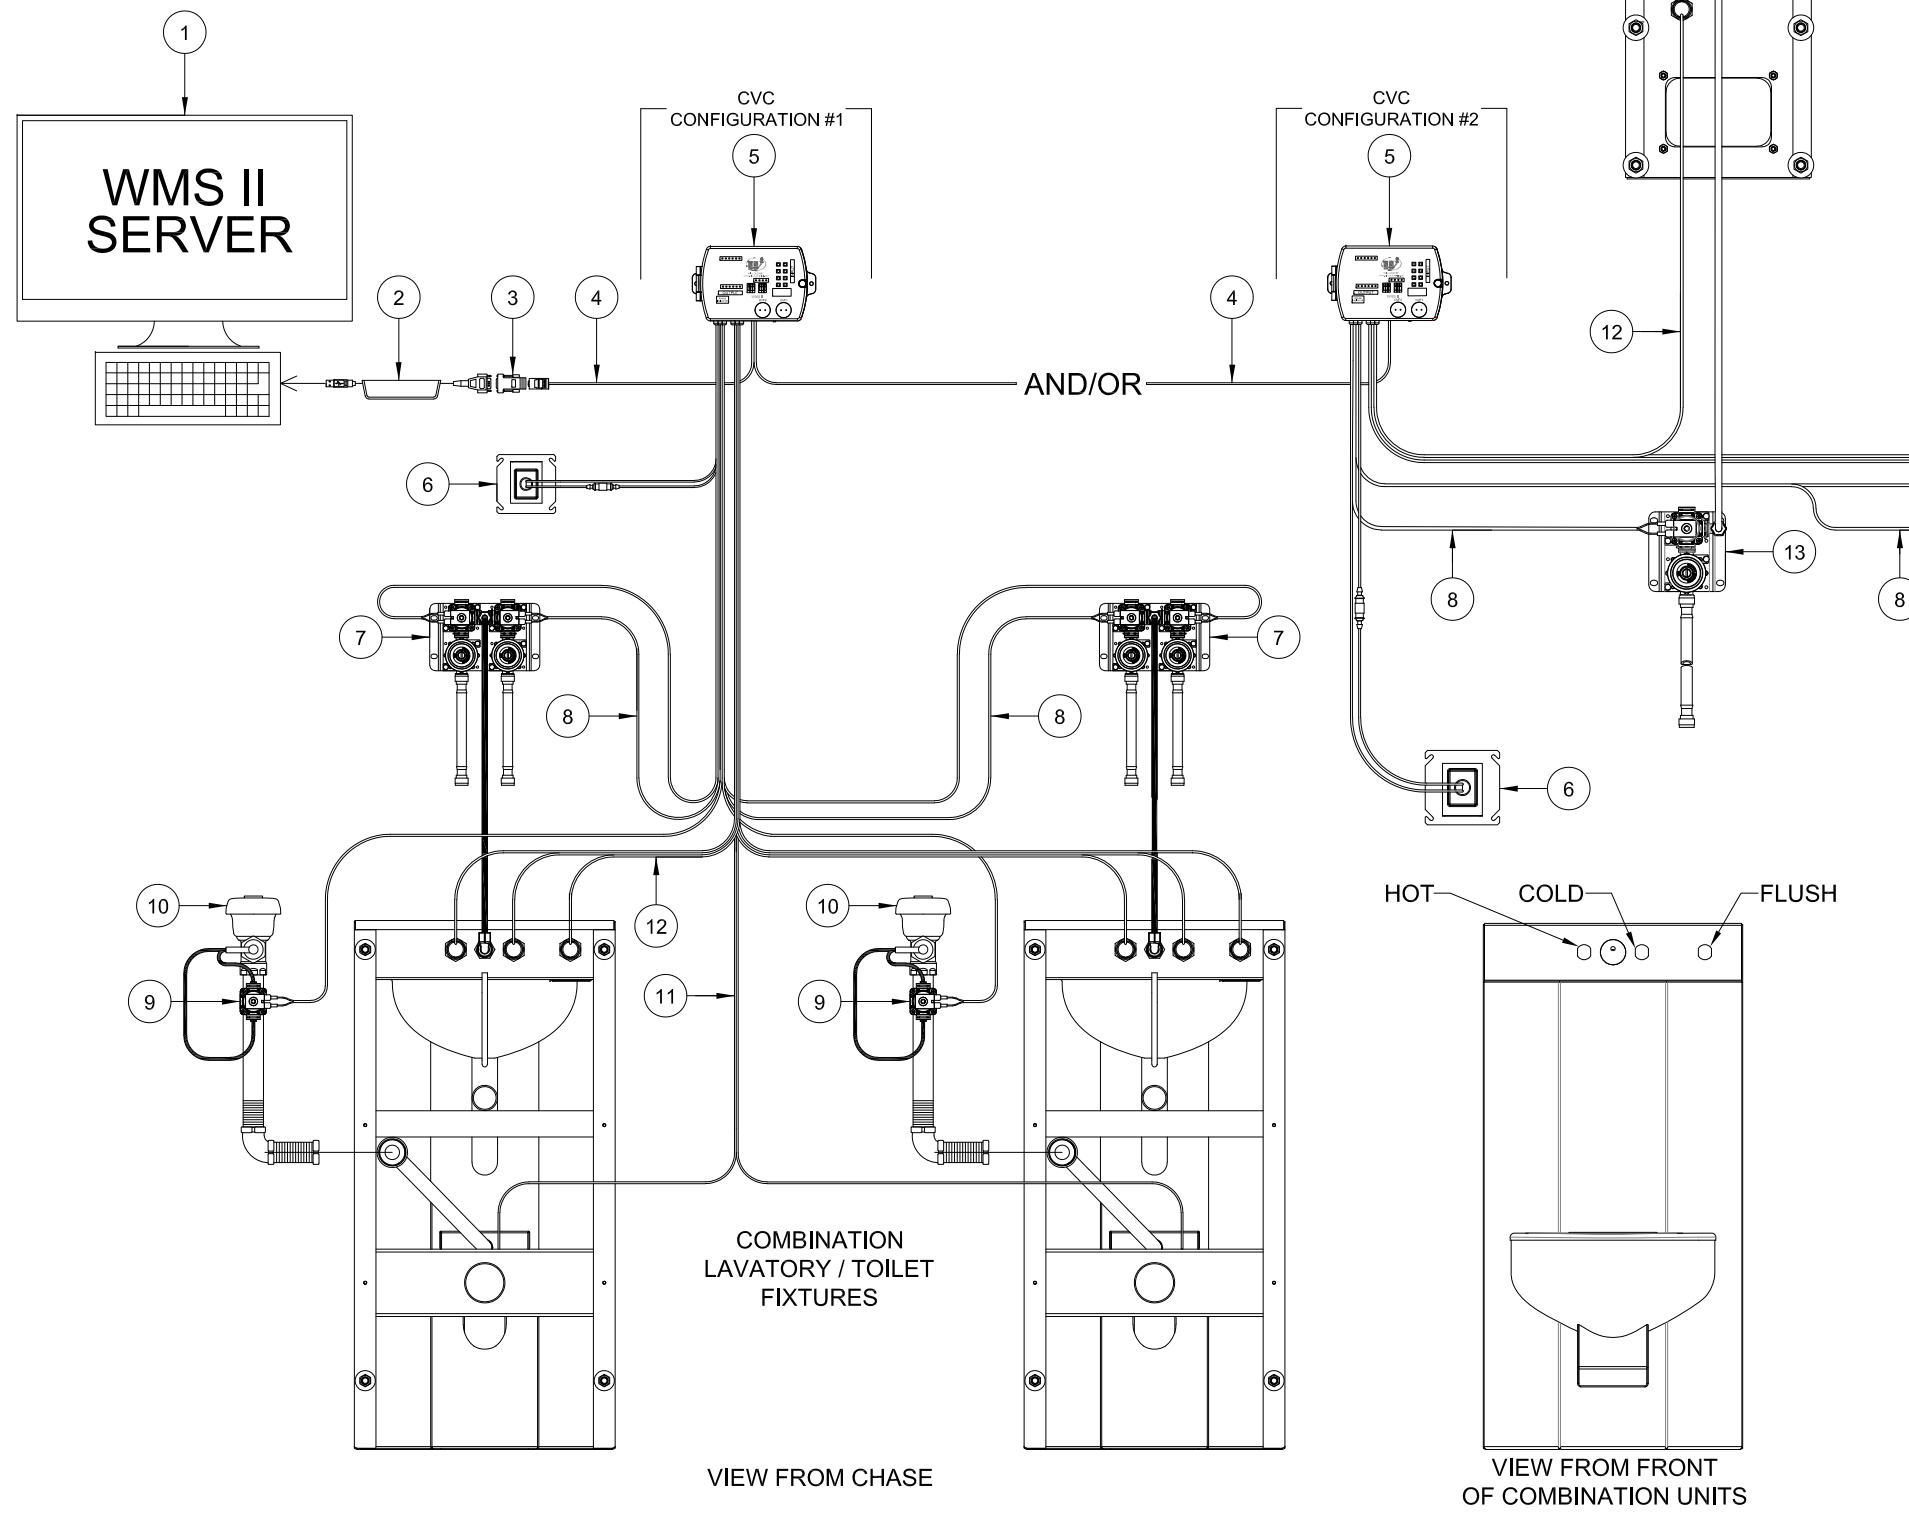 1
WMS II
SERVER
CVC
CONFIGURATION #1
5
CVC
CONFIGURATION #2
5
2
3
4
4
12
AND/OR
6
13
8
8
7
7
8
8
6
10
12
10
HOT
COLD
FLUSH
9
11
9
COMBINATION
LAVATORY / TOILET
FIXTURES
VIEW FROM CHASE
VIEW FROM FRONT
OF COMBINATION UNITS